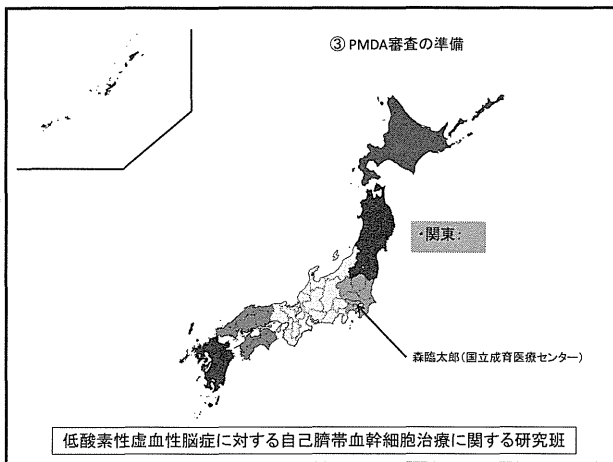 ③ PMDA審査の準備
・関東:
森臨太郎(国立成育医療センター)
低酸素性虚血性脳症に対する自己臍帯血幹細胞治療に関する研究班